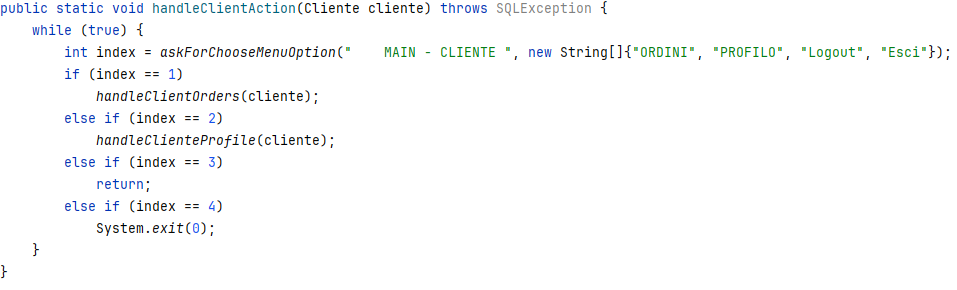 public static void handleClientAction(Cliente cliente) throws SQLException {
    while (true) {
        int index = askForChooseMenuOption("    MAIN - CLIENTE ", new String[]{"ORDINI", "PROFILO", "Logout", "Esci"});
        if (index == 1)
            handleClientOrders(cliente);
        else if (index == 2)
            handleClienteProfile(cliente);
        else if (index == 3)
            return;
        else if (index == 4)
            System.exit(0);
    }
}